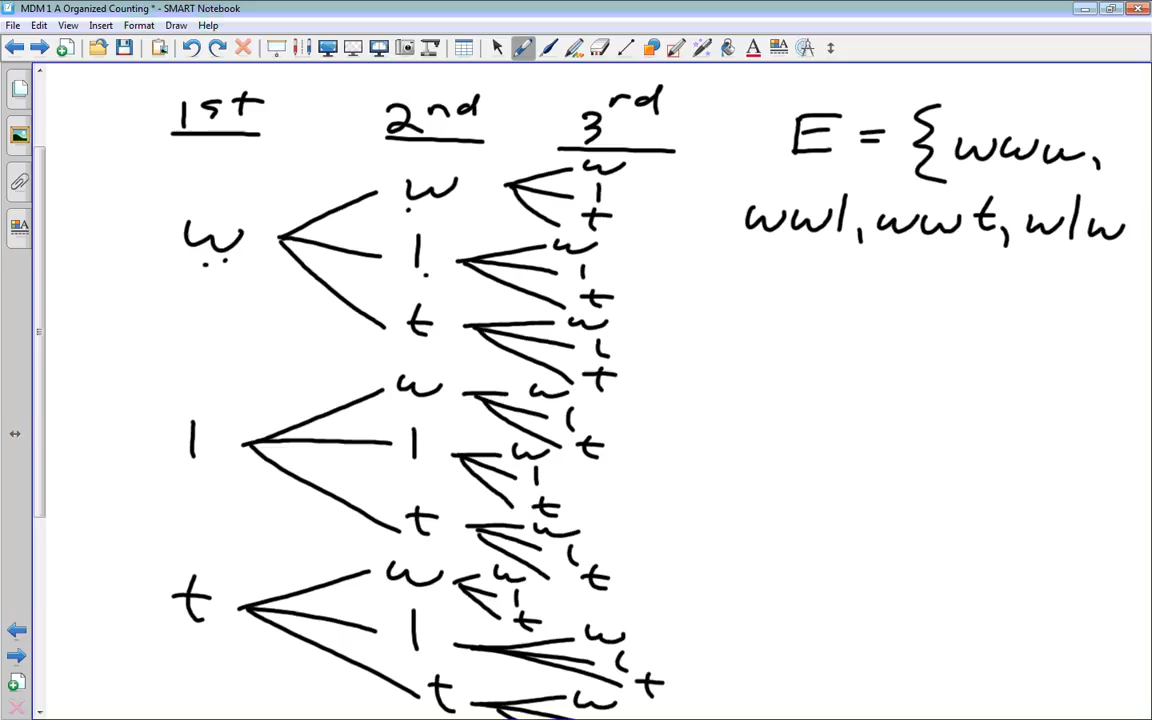 MDM 1 A Organized Counting * - SMART Notebook
File Edit View Insert Format Draw Help
1st 2nd 3rd
E = { www,
wwl, wwt, wlw
w
w
w
l
t
l
w
l
t
t
w
l
t
l
w
w
l
t
l
w
l
t
t
w
l
t
t
w
w
l
t
l
w
l
t
t
w